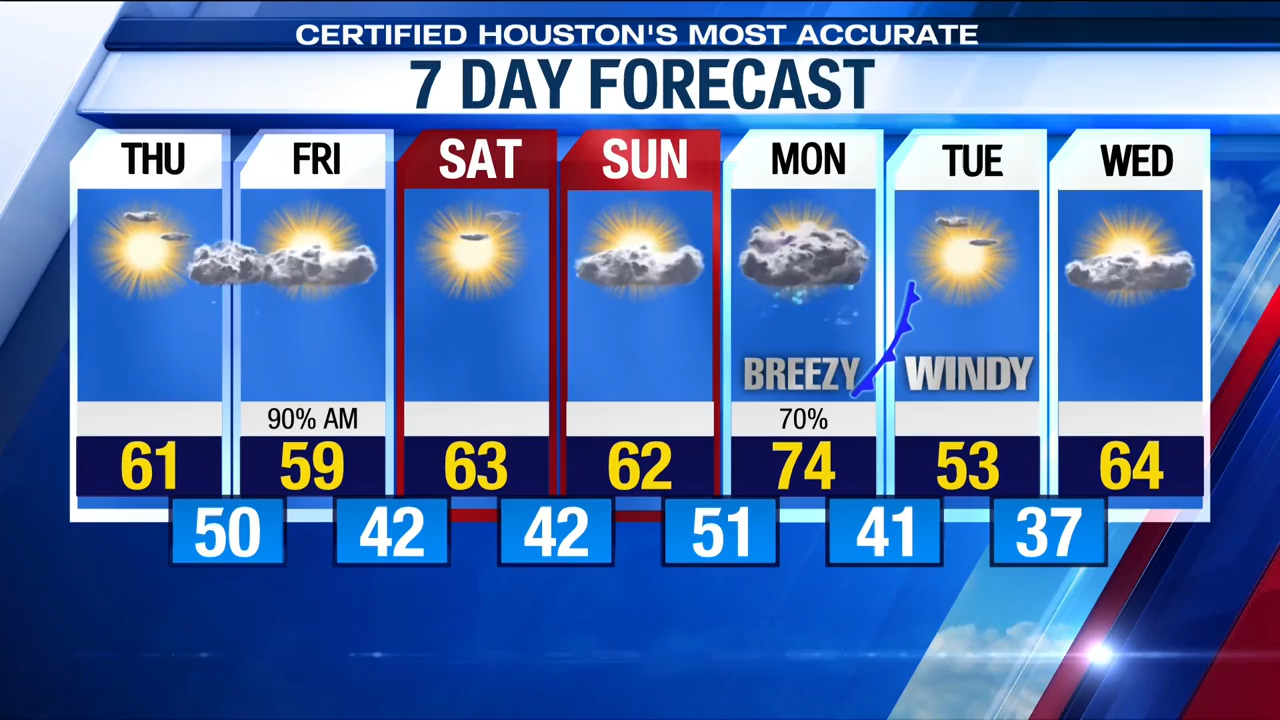 CERTIFIED HOUSTON'S MOST ACCURATE
7 DAY FORECAST
THU FRI SAT SUN MON TUE WED
BREEZY WINDY
90% AM 70%
61 59 63 62 74 53 64
50 42 42 51 41 37